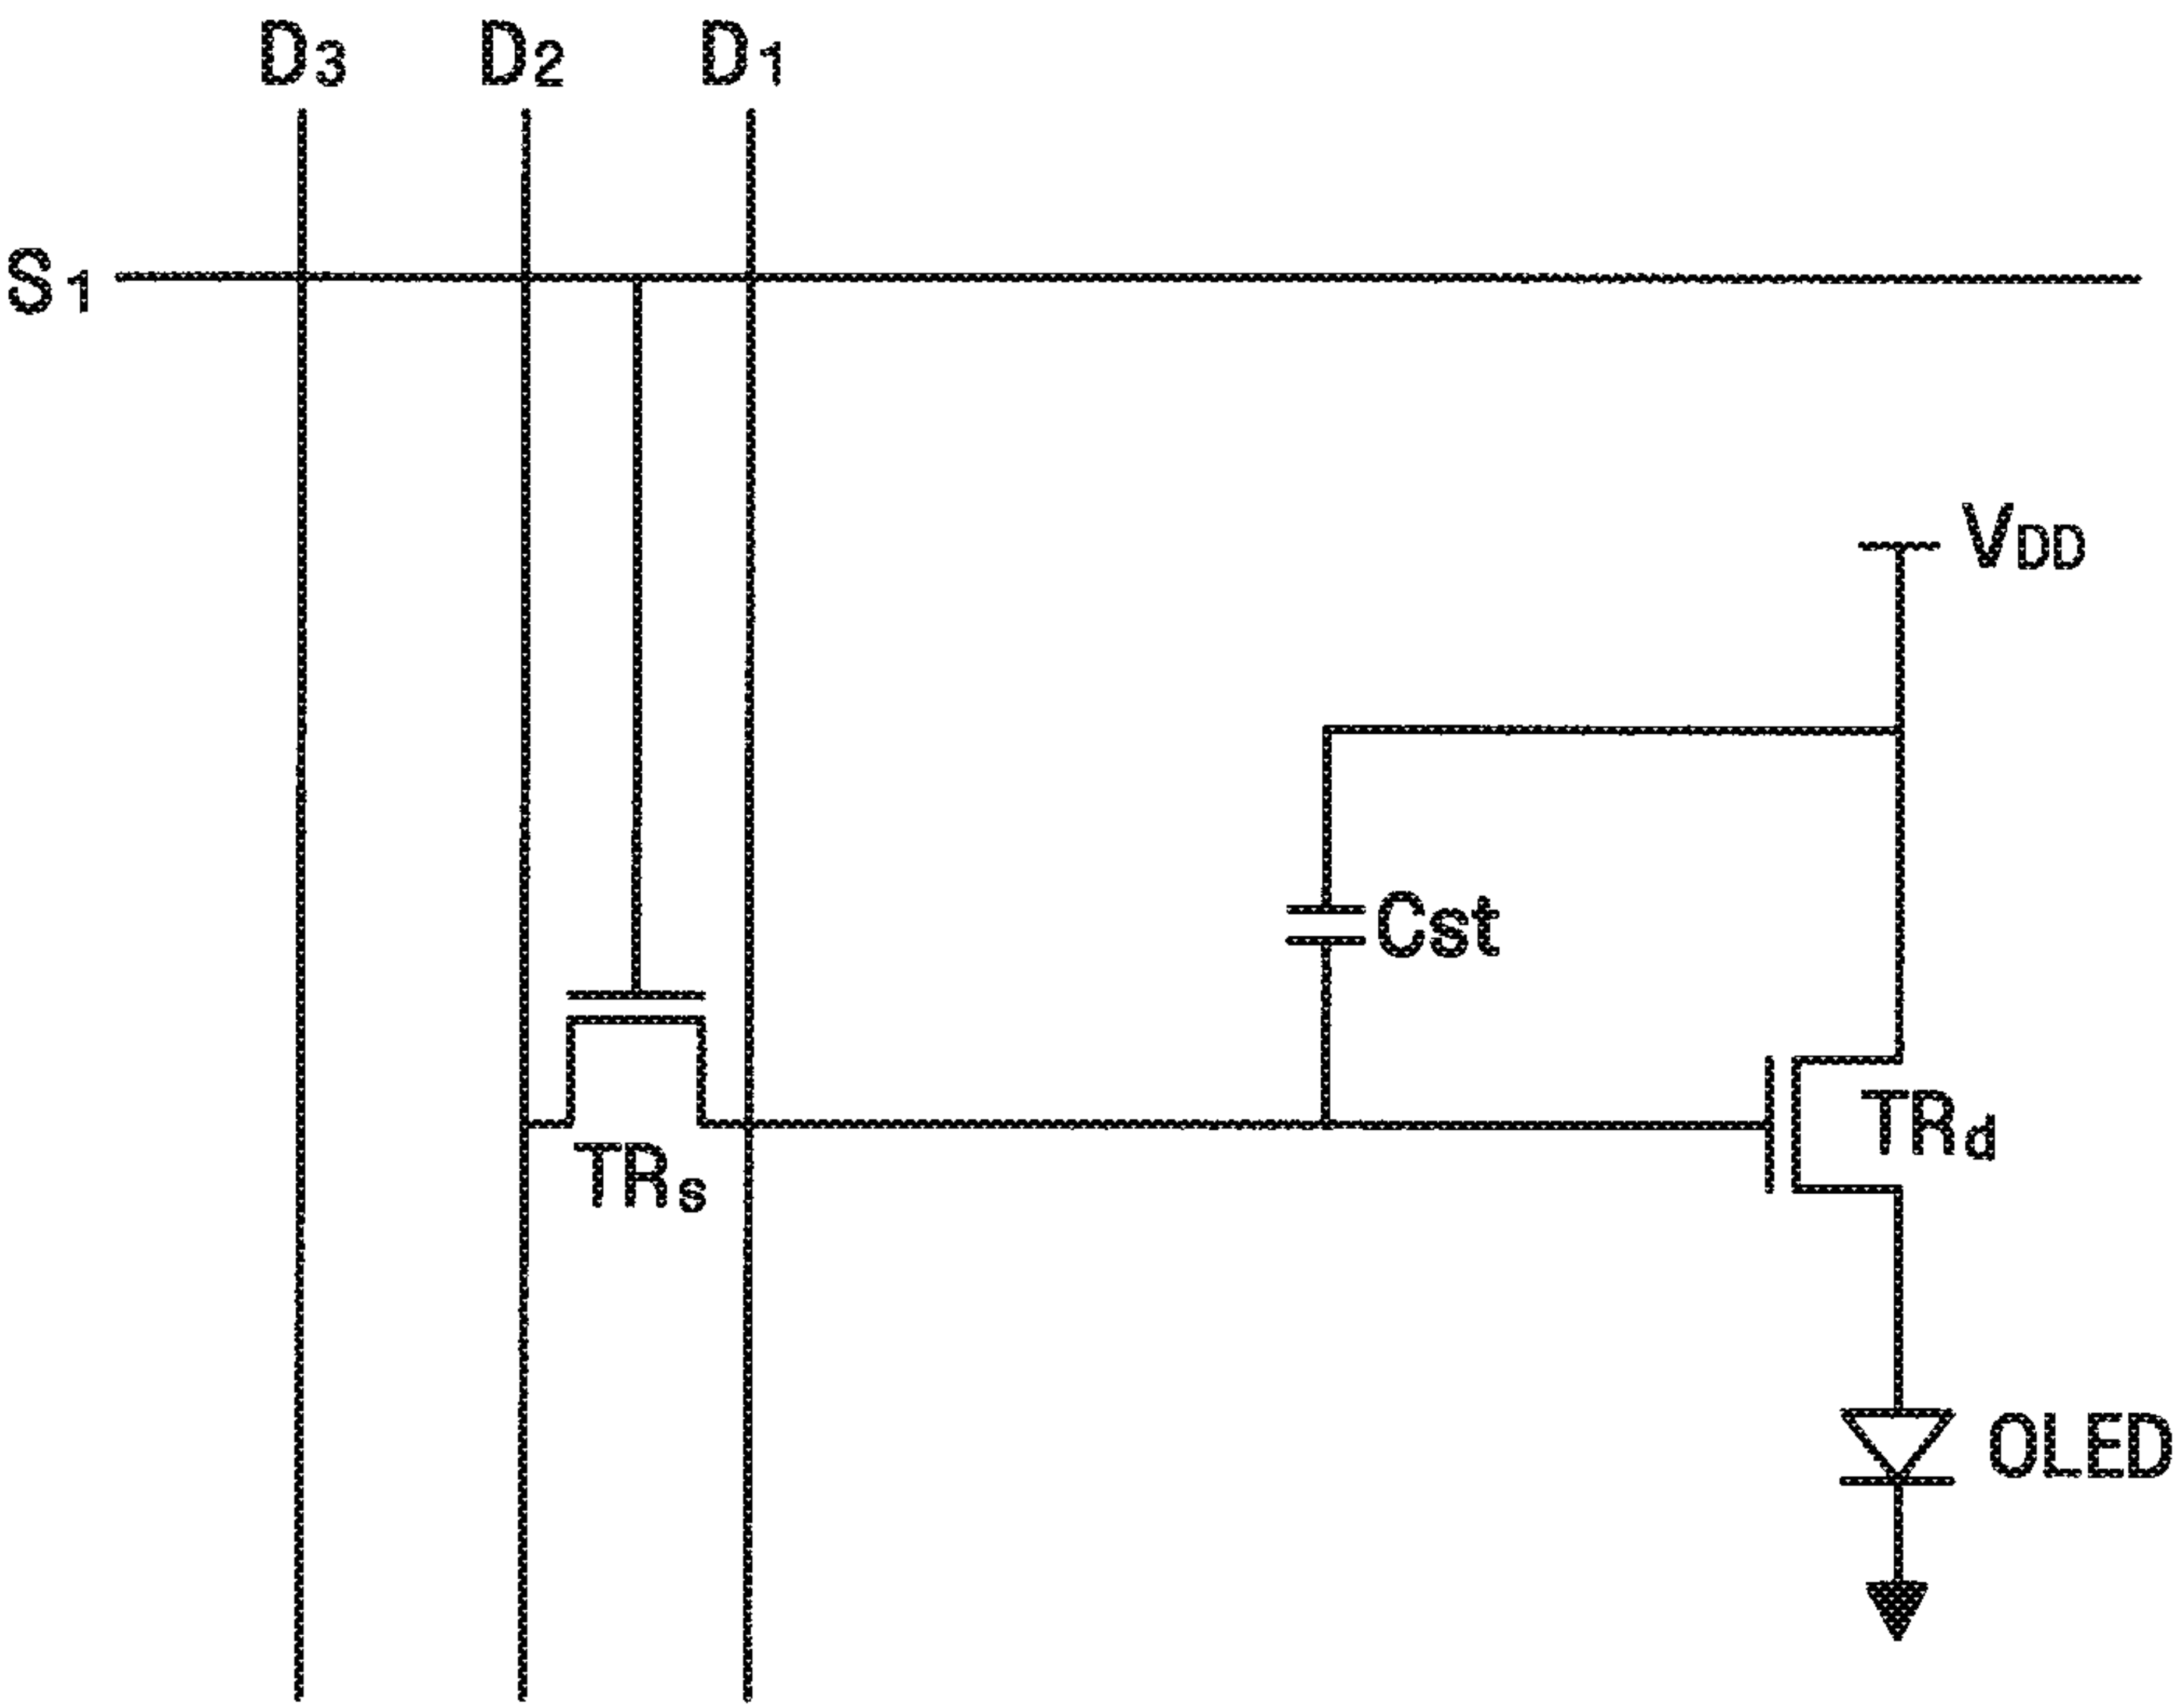 D3 D2 D1
S1
VDD
Cst
TRd
TRs
OLED